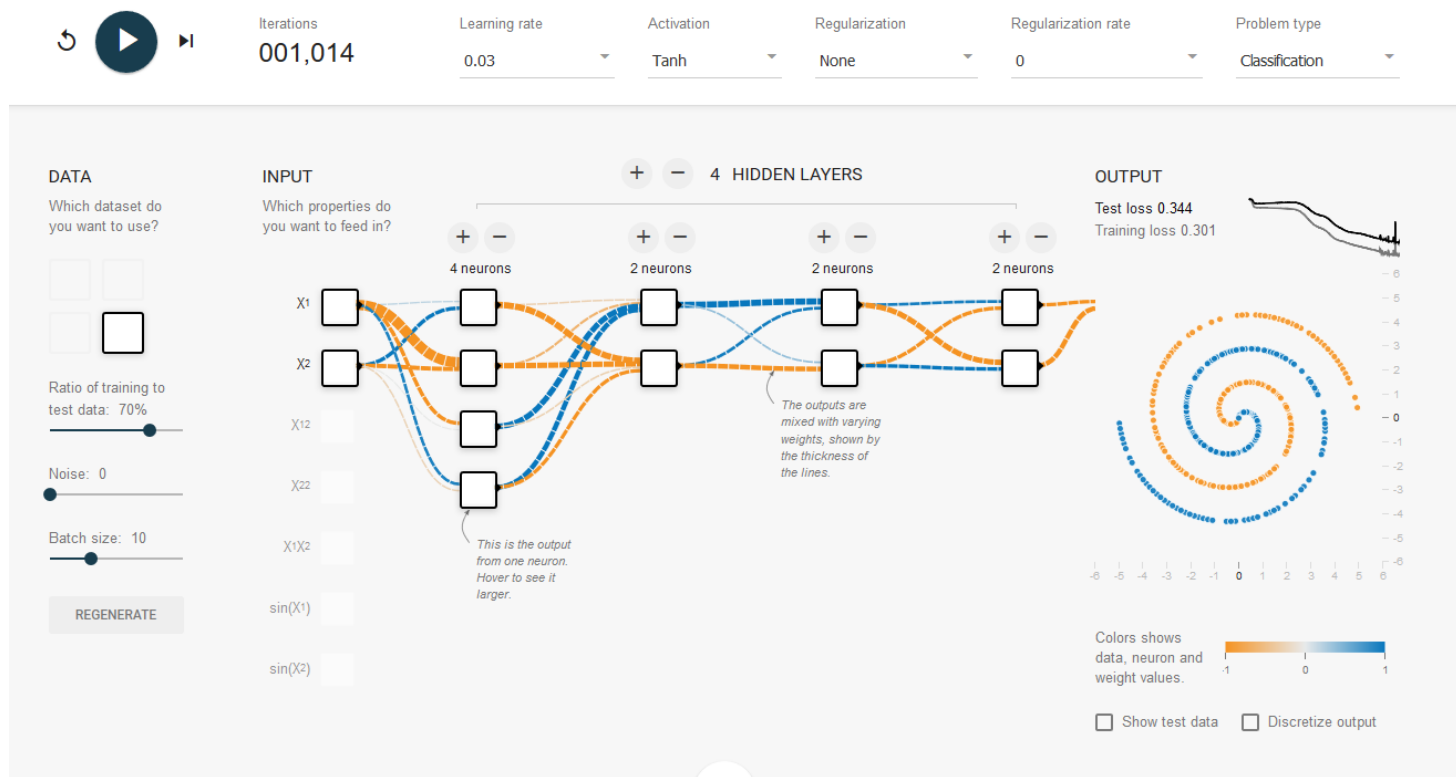 Iterations
001,014
Learning rate
0.03
Activation
Tanh
Regularization
None
Regularization rate
0
Problem type
Classification
DATA
Which dataset do
you want to use?
Ratio of training to
test data: 70%
Noise: 0
Batch size: 10
REGENERATE
INPUT
Which properties do
you want to feed in?
X1
X2
X12
X22
X1X2
sin(X1)
sin(X2)
+ − 4 HIDDEN LAYERS
+ −
4 neurons
+ −
2 neurons
+ −
2 neurons
+ −
2 neurons
The outputs are
mixed with varying
weights, shown by
the thickness of
the lines.
This is the output
from one neuron.
Hover to see it
larger.
OUTPUT
Test loss 0.344
Training loss 0.301
6
5
4
3
2
1
0
-1
-2
-3
-4
-5
-6
-6 -5 -4 -3 -2 -1 0 1 2 3 4 5 6
Colors shows
data, neuron and
weight values.
-1 0 1
Show test data
Discretize output